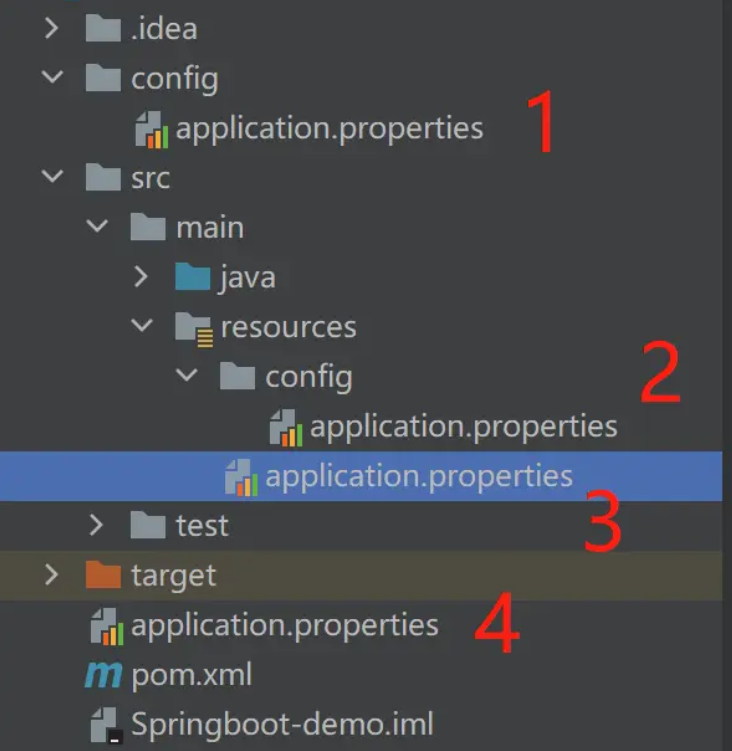 .idea
config
application.properties 1
src
main
java
resources
config 2
application.properties
application.properties
test 3
target
application.properties 4
m pom.xml
Springboot-demo.iml